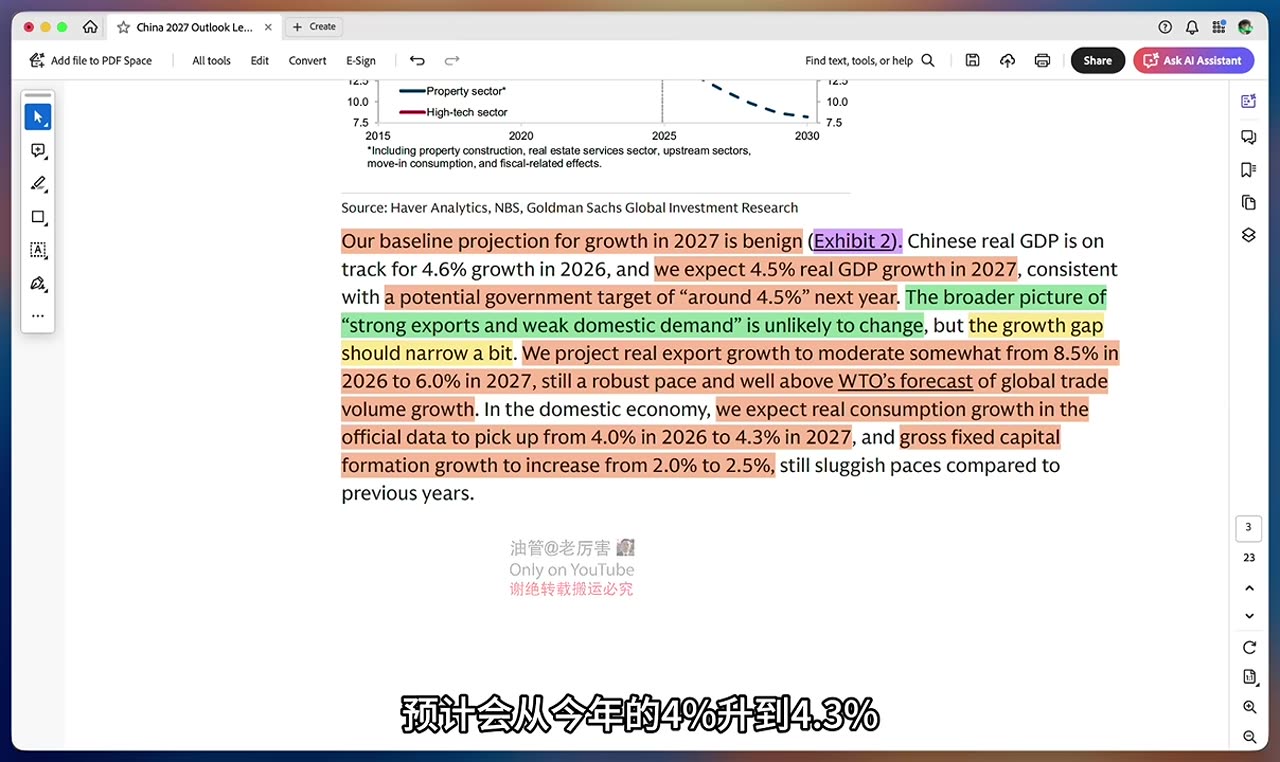 China 2027 Outlook Le...
Create
Add file to PDF Space
All tools
Edit
Convert
E-Sign
Find text, tools, or help
Share
Ask AI Assistant
12.5
12.5
Property sector*
10.0
10.0
High-tech sector
7.5
7.5
2015
2020
2025
2030
*Including property construction, real estate services sector, upstream sectors,
move-in consumption, and fiscal-related effects.
Source: Haver Analytics, NBS, Goldman Sachs Global Investment Research
Our baseline projection for growth in 2027 is benign (Exhibit 2). Chinese real GDP is on
track for 4.6% growth in 2026, and we expect 4.5% real GDP growth in 2027, consistent
with a potential government target of “around 4.5%” next year. The broader picture of
“strong exports and weak domestic demand” is unlikely to change, but the growth gap
should narrow a bit. We project real export growth to moderate somewhat from 8.5% in
2026 to 6.0% in 2027, still a robust pace and well above WTO’s forecast of global trade
volume growth. In the domestic economy, we expect real consumption growth in the
official data to pick up from 4.0% in 2026 to 4.3% in 2027, and gross fixed capital
formation growth to increase from 2.0% to 2.5%, still sluggish paces compared to
previous years.
油管@老厉害
Only on YouTube
谢绝转载搬运必究
3
23
预计会从今年的4%升到4.3%